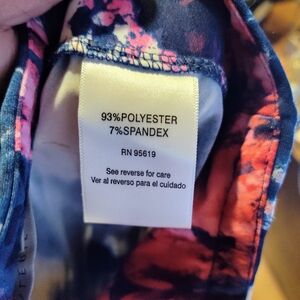 93%POLYESTER
7%SPANDEX
RN 95619
See reverse for care
Ver al reverso para el cuidado